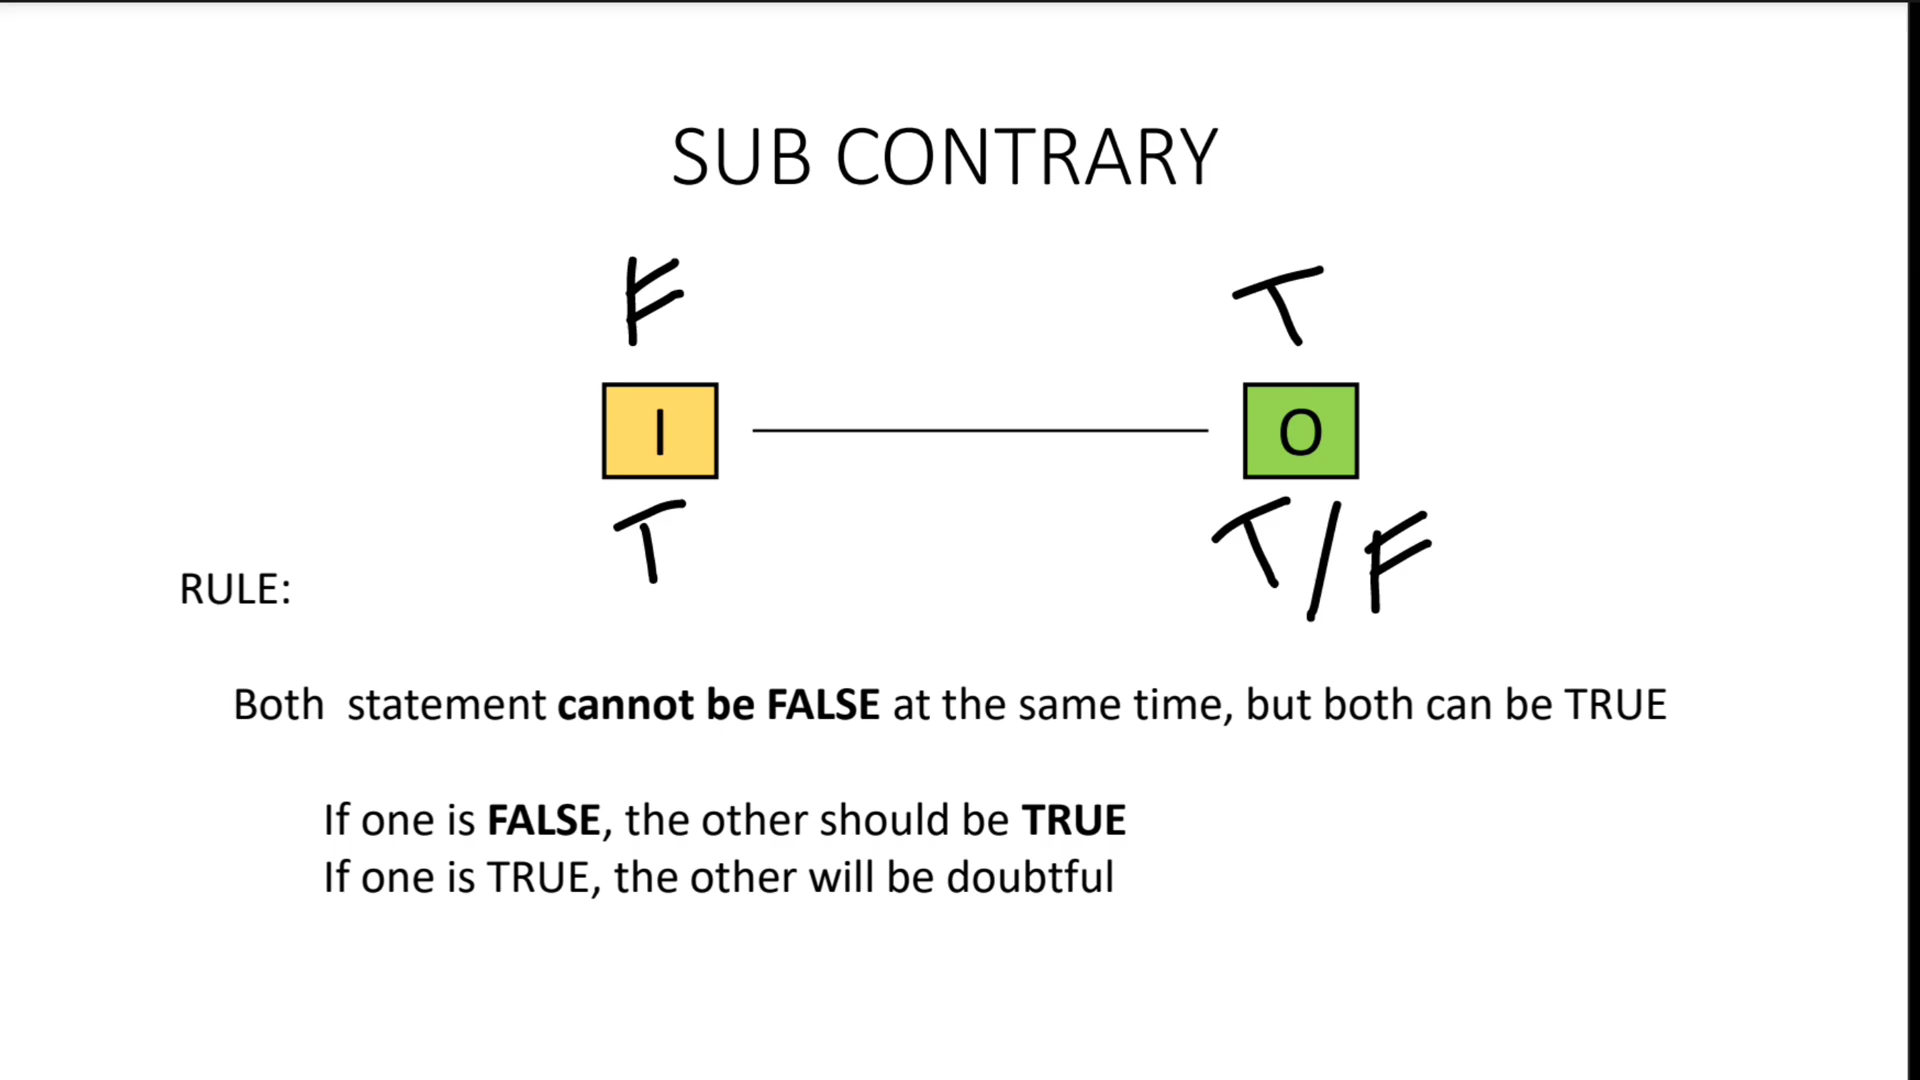 SUB CONTRARY
F T
I O
T T/F
RULE:
Both statement cannot be FALSE at the same time, but both can be TRUE
If one is FALSE, the other should be TRUE
If one is TRUE, the other will be doubtful